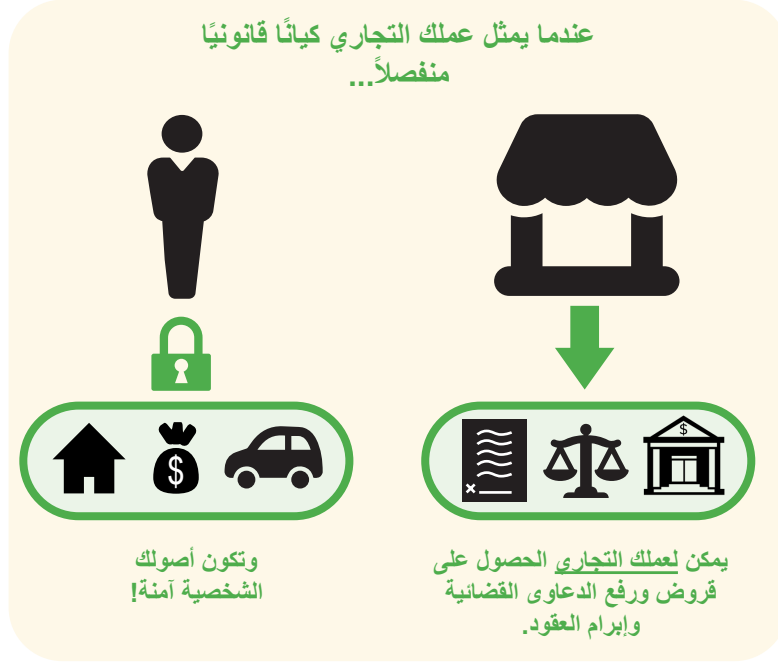 عندما يمثل عملك التجاري كيانًا قانونيًا
منفصلاً...
$
يمكن لعملك التجاري الحصول على
قروض ورفع الدعاوى القضائية
وإبرام العقود.
$
وتكون أصولك
الشخصية آمنة!